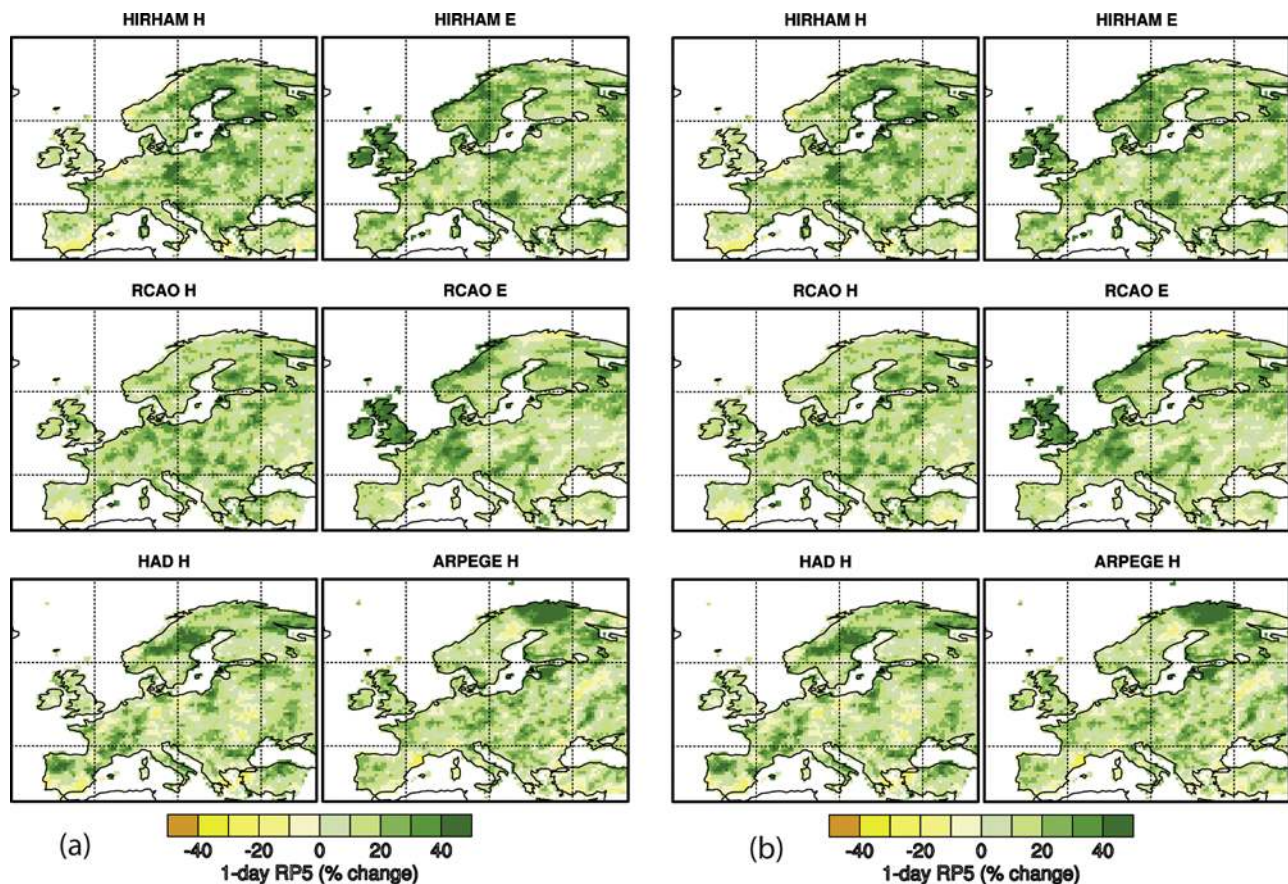 HIRHAM H
HIRHAM E
RCAO H
RCAO E
HAD H
ARPEGE H
(a)
-40 -20 0 20 40
1-day RP5 (% change)
HIRHAM H
HIRHAM E
RCAO H
RCAO E
HAD H
ARPEGE H
(b)
-40 -20 0 20 40
1-day RP5 (% change)